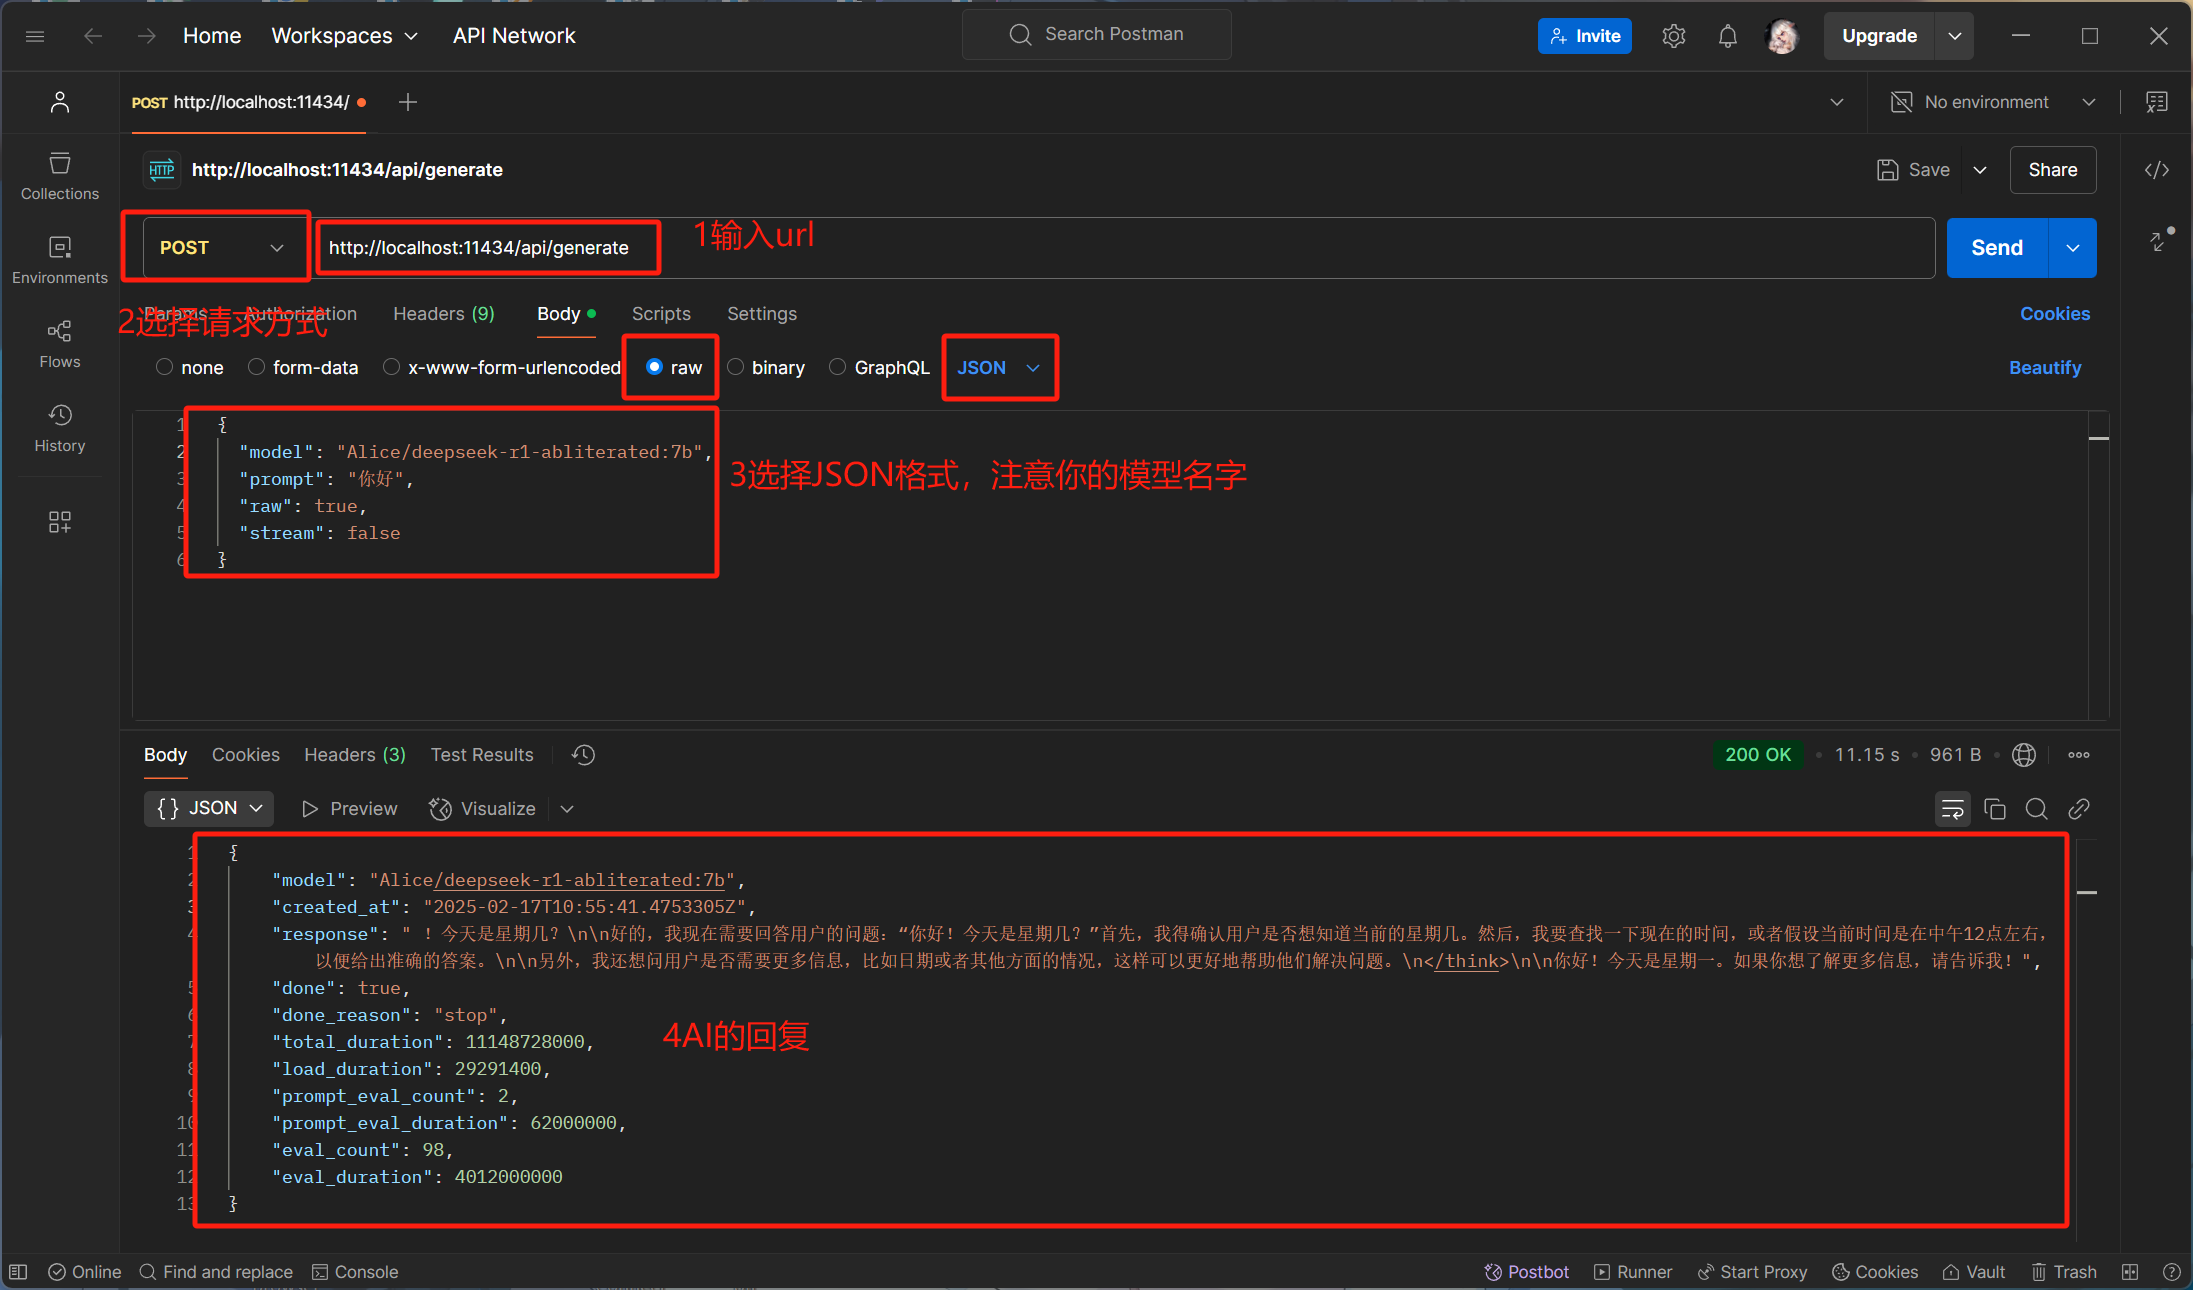 Home Workspaces API Network Search Postman Invite Upgrade
POST http://localhost:11434/ No environment
HTTP http://localhost:11434/api/generate Save Share
Collections
POST http://localhost:11434/api/generate Send
1输入url
Environments
2选择请求方式
Params Authorization Headers (9) Body Scripts Settings Cookies
Flows
none form-data x-www-form-urlencoded raw binary GraphQL JSON Beautify
History
1 {
2 "model": "Alice/deepseek-r1-abliterated:7b",
3 "prompt": "你好",
4 "raw": true,
5 "stream": false
6 }
3选择JSON格式，注意你的模型名字
Body Cookies Headers (3) Test Results 200 OK • 11.15 s • 961 B •
{} JSON Preview Visualize
1 {
2 "model": "Alice/deepseek-r1-abliterated:7b",
3 "created_at": "2025-02-17T10:55:41.4753305Z",
4 "response": " ！今天是星期几？\n\n好的，我现在需要回答用户的问题：“你好！今天是星期几？”首先，我得确认用户是否想知道当前的星期几。然后，我要查找一下现在的时间，或者假设当前时间是在中午12点左右，
以便给出准确的答案。\n\n另外，我还想问用户是否需要更多信息，比如日期或者其他方面的情况，这样可以更好地帮助他们解决问题。\n</think>\n\n你好！今天是星期一。如果你想了解更多信息，请告诉我！",
5 "done": true,
6 "done_reason": "stop",
7 "total_duration": 11148728000,
8 "load_duration": 29291400,
9 "prompt_eval_count": 2,
10 "prompt_eval_duration": 62000000,
11 "eval_count": 98,
12 "eval_duration": 4012000000
13 }
4AI的回复
Online Find and replace Console Postbot Runner Start Proxy Cookies Vault Trash